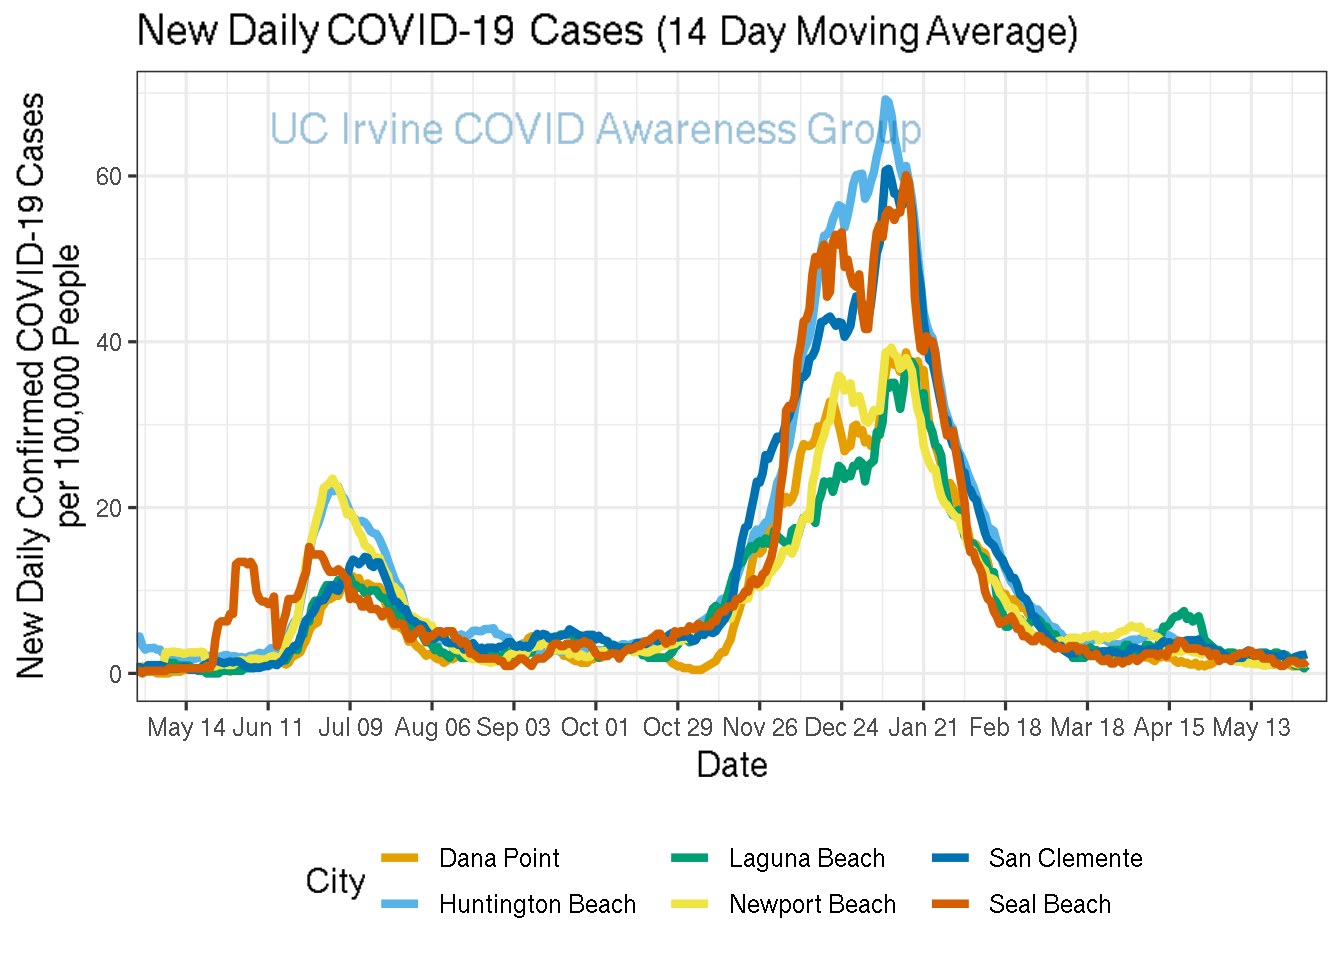 New Daily COVID-19 Cases (14 Day Moving Average)
UC Irvine COVID Awareness Group
New Daily Confirmed COVID-19 Cases
per 100,000 People
60
40
20
0
May 14 Jun 11 Jul 09 Aug 06 Sep 03 Oct 01 Oct 29 Nov 26 Dec 24 Jan 21 Feb 18 Mar 18 Apr 15 May 13
Date
City
Dana Point Laguna Beach San Clemente
Huntington Beach Newport Beach Seal Beach